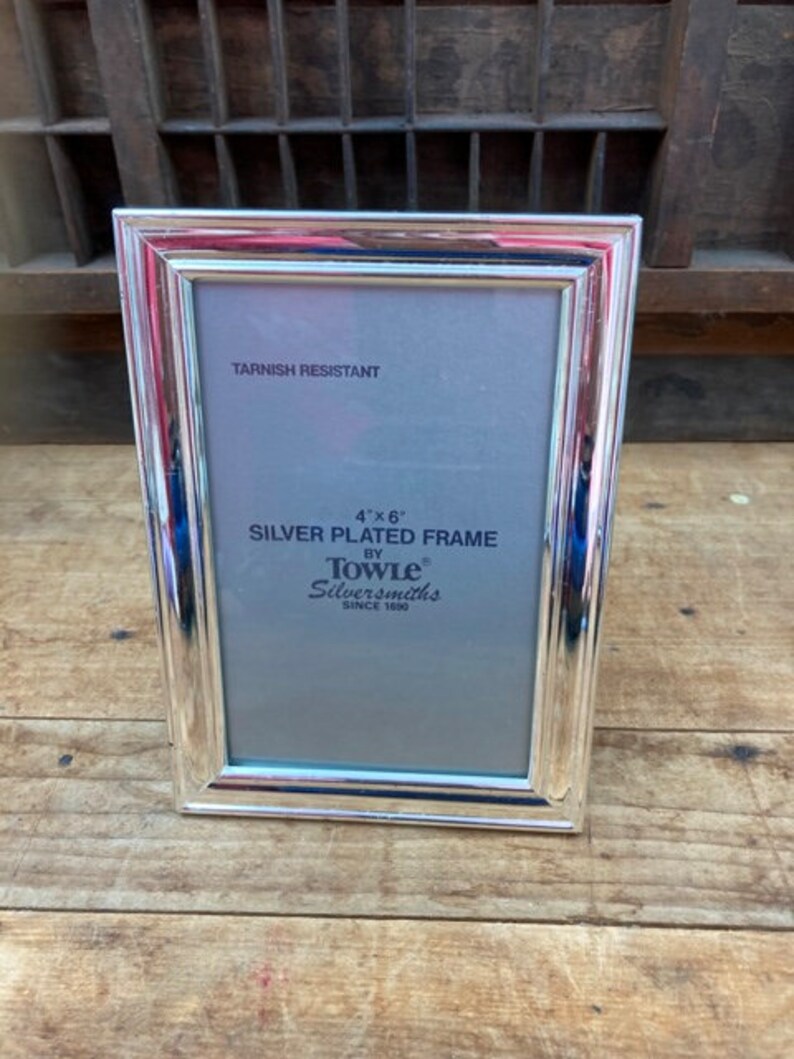 TARNISH RESISTANT
4" X 6"
SILVER PLATED FRAME
BY
TOWLE®
Silversmiths
SINCE 1690